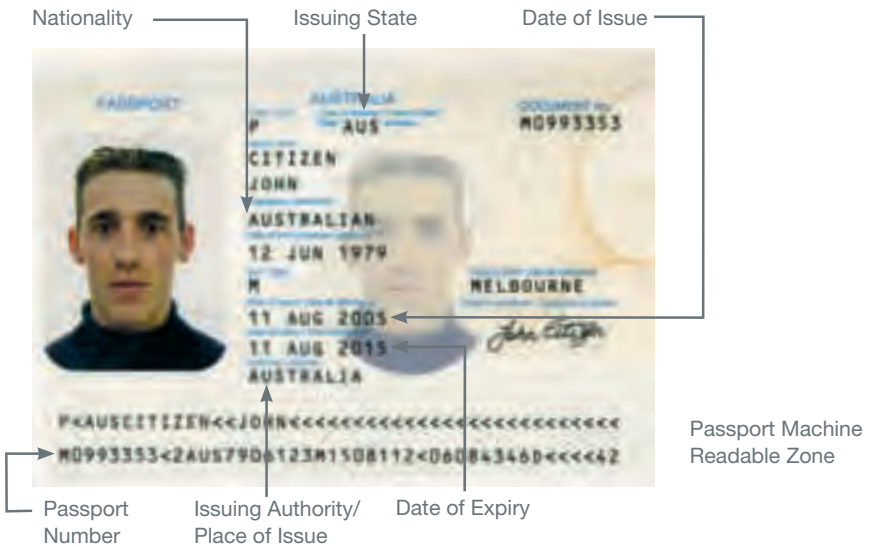 Nationality
Issuing State
Date of Issue
PASSPORT
AUSTRALIA
DOCUMENT No.
P
AUS
M0993353
CITIZEN
JOHN
AUSTRALIAN
12 JUN 1979
M
MELBOURNE
11 AUG 2005
11 AUG 2015
AUSTRALIA
P<AUSCITIZEN<<JOHN<<<<<<<<<<<<<<<<<<<<<<<<<<
M0993353<2AUS7906123M1508112<06084346D<<<<42
Passport Machine
Readable Zone
Passport
Number
Issuing Authority/
Place of Issue
Date of Expiry